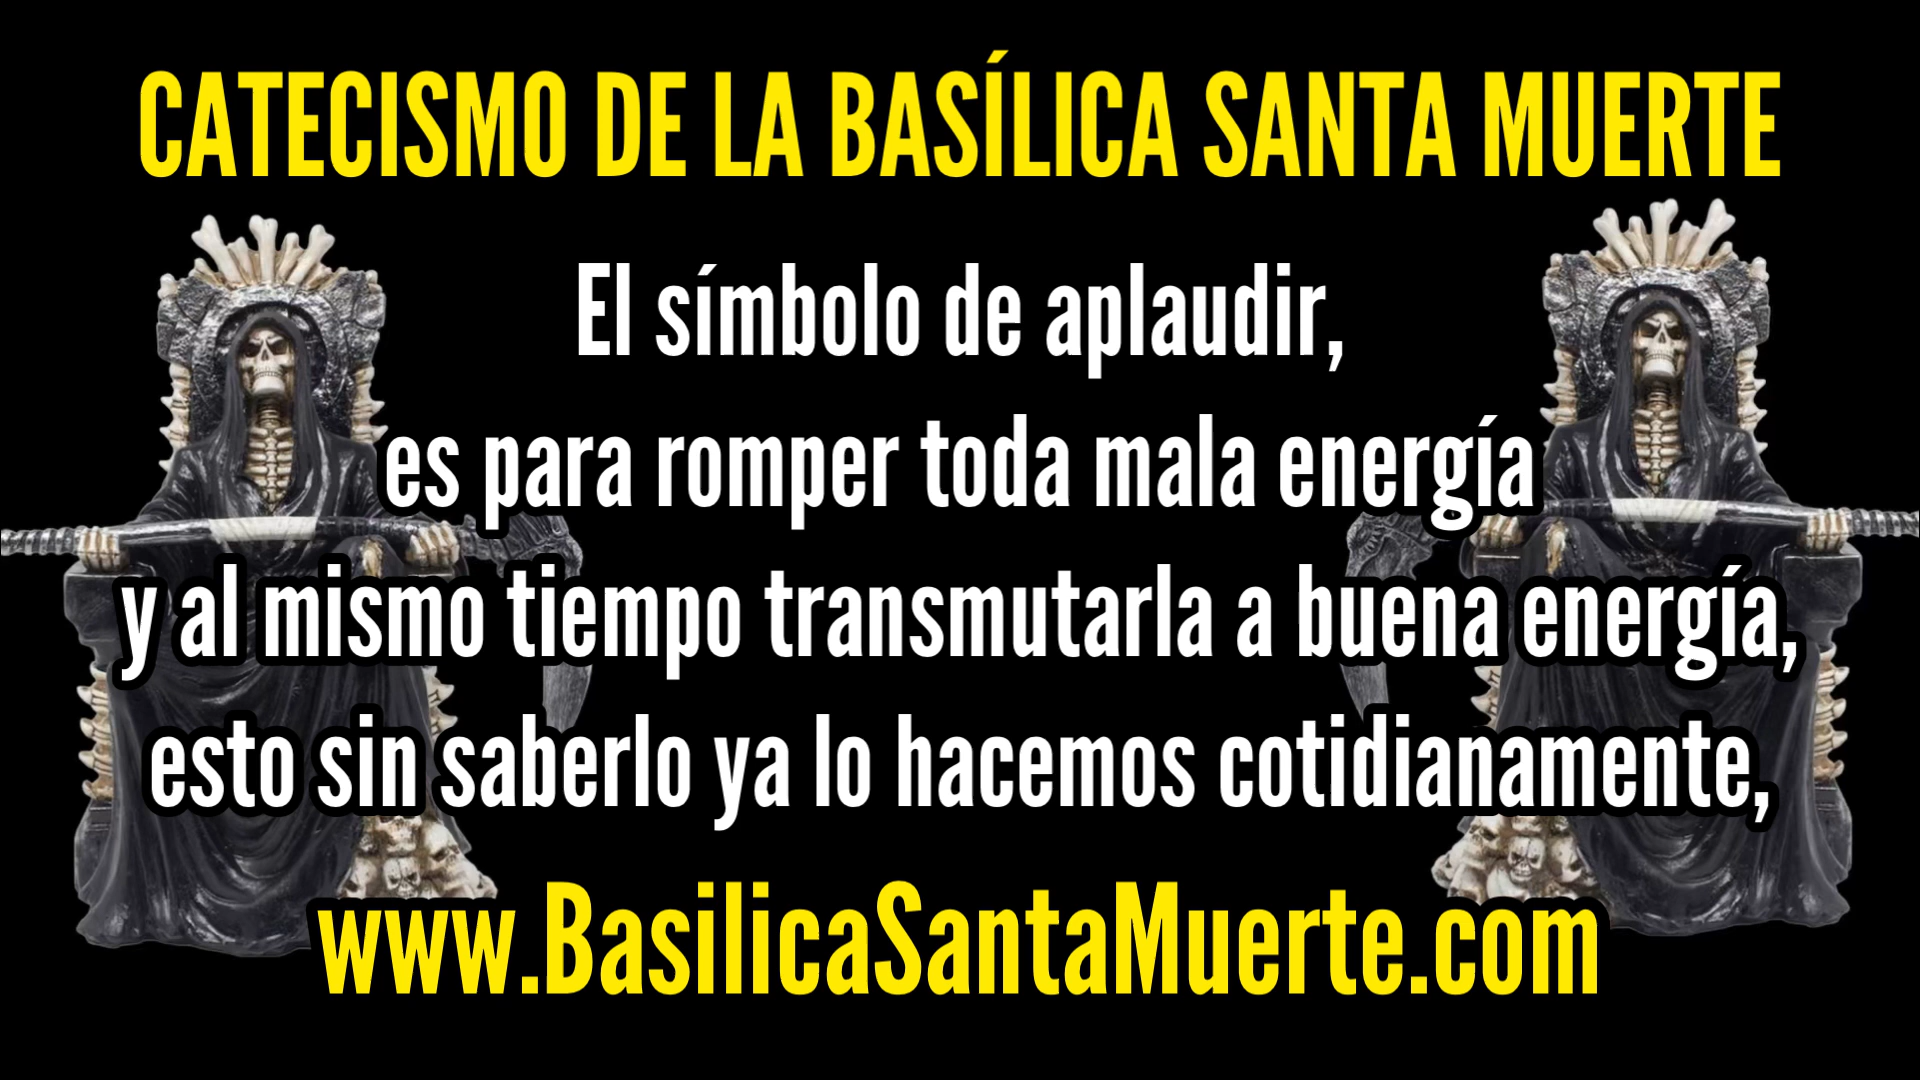 CATECISMO DE LA BASÍLICA SANTA MUERTE
El símbolo de aplaudir,
es para romper toda mala energía
y al mismo tiempo transmutarla a buena energía,
esto sin saberlo ya lo hacemos cotidianamente,
www.BasilicaSantaMuerte.com